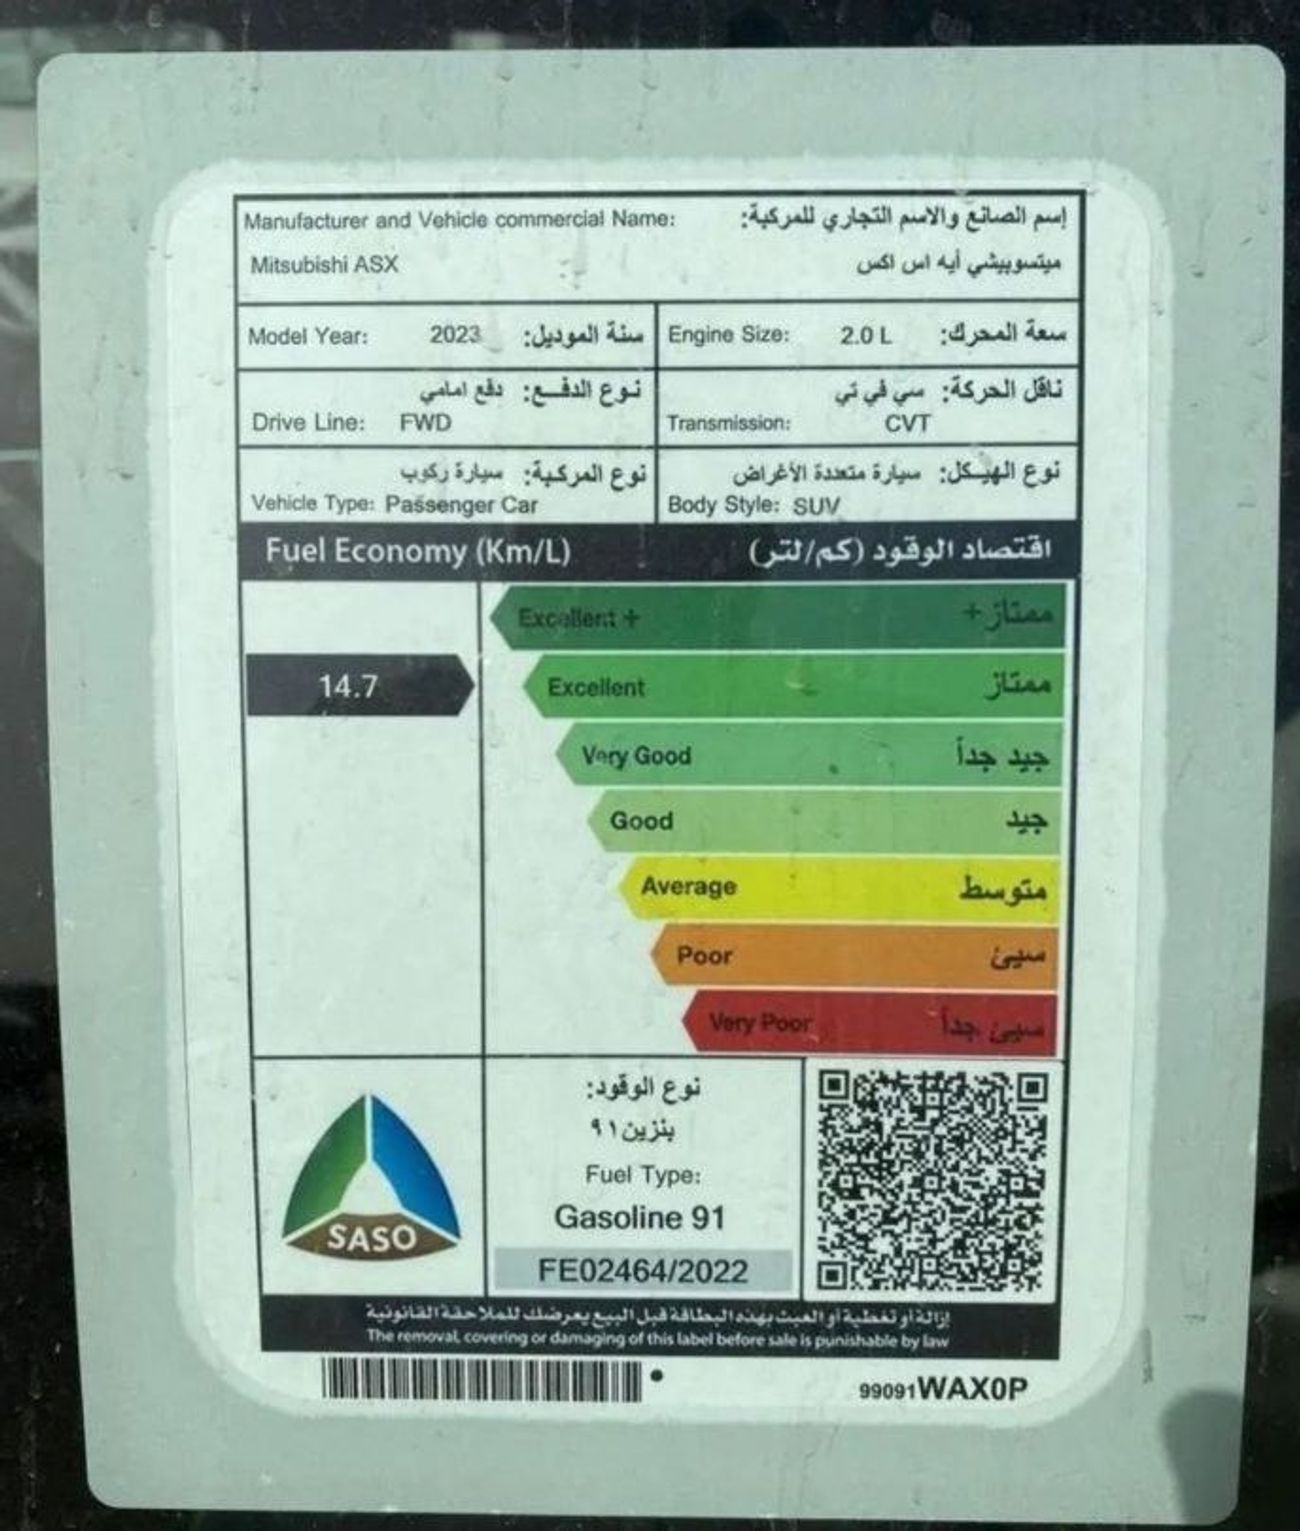 Manufacturer and Vehicle commercial Name: إسم الصانع والاسم التجاري للمركبة:
Mitsubishi ASX ميتسوبيشي أيه اس اكس
Model Year: 2023 سنة الموديل:
Engine Size: 2.0 L سعة المحرك:
نوع الدفع: دفع امامي
Drive Line: FWD
ناقل الحركة: سي في تي
Transmission: CVT
نوع المركبة: سيارة ركوب
Vehicle Type: Passenger Car
نوع الهيكل: سيارة متعددة الأغراض
Body Style: SUV
Fuel Economy (Km/L) اقتصاد الوقود (كم/لتر)
Excellent + ممتاز +
14.7
Excellent ممتاز
Very Good جيد جداً
Good جيد
Average متوسط
Poor سيئ
Very Poor سيئ جداً
SASO
نوع الوقود:
بنزين ٩١
Fuel Type:
Gasoline 91
FE02464/2022
إزالة أو تغطية أو العبث بهذه البطاقة قبل البيع يعرضك للملاحقة القانونية
The removal, covering or damaging of this label before sale is punishable by law
99091WAX0P